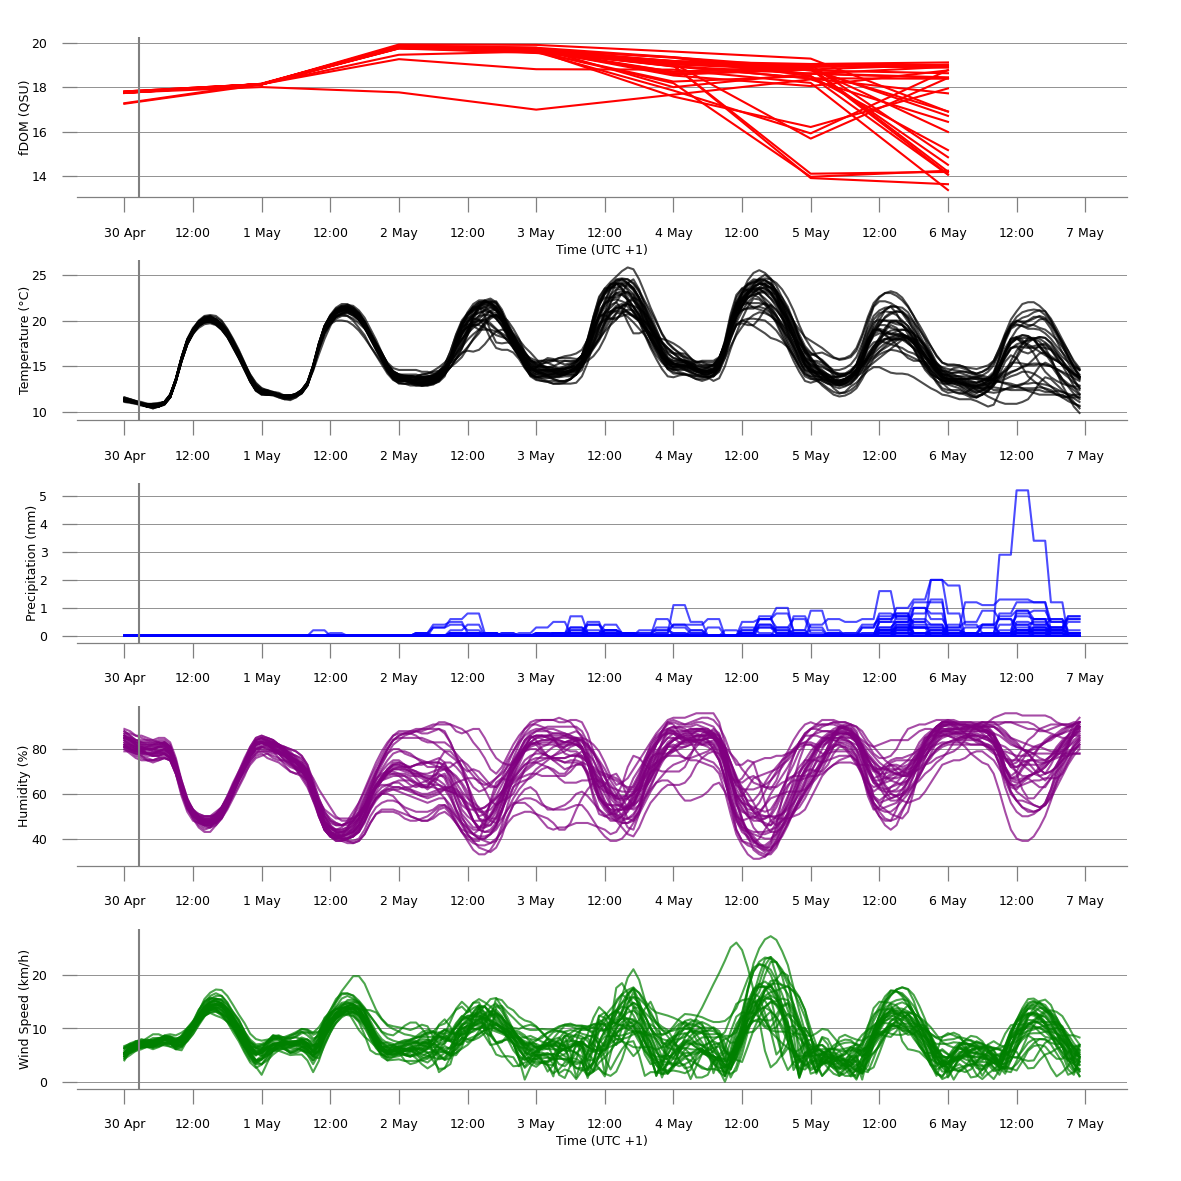 fDOM (QSU)
20
18
16
14
30 Apr 12:00 1 May 12:00 2 May 12:00 3 May 12:00 4 May 12:00 5 May 12:00 6 May 12:00 7 May
Time (UTC +1)
Temperature (°C)
25
20
15
10
30 Apr 12:00 1 May 12:00 2 May 12:00 3 May 12:00 4 May 12:00 5 May 12:00 6 May 12:00 7 May
Precipitation (mm)
5
4
3
2
1
0
30 Apr 12:00 1 May 12:00 2 May 12:00 3 May 12:00 4 May 12:00 5 May 12:00 6 May 12:00 7 May
Humidity (%)
80
60
40
30 Apr 12:00 1 May 12:00 2 May 12:00 3 May 12:00 4 May 12:00 5 May 12:00 6 May 12:00 7 May
Wind Speed (km/h)
20
10
0
30 Apr 12:00 1 May 12:00 2 May 12:00 3 May 12:00 4 May 12:00 5 May 12:00 6 May 12:00 7 May
Time (UTC +1)